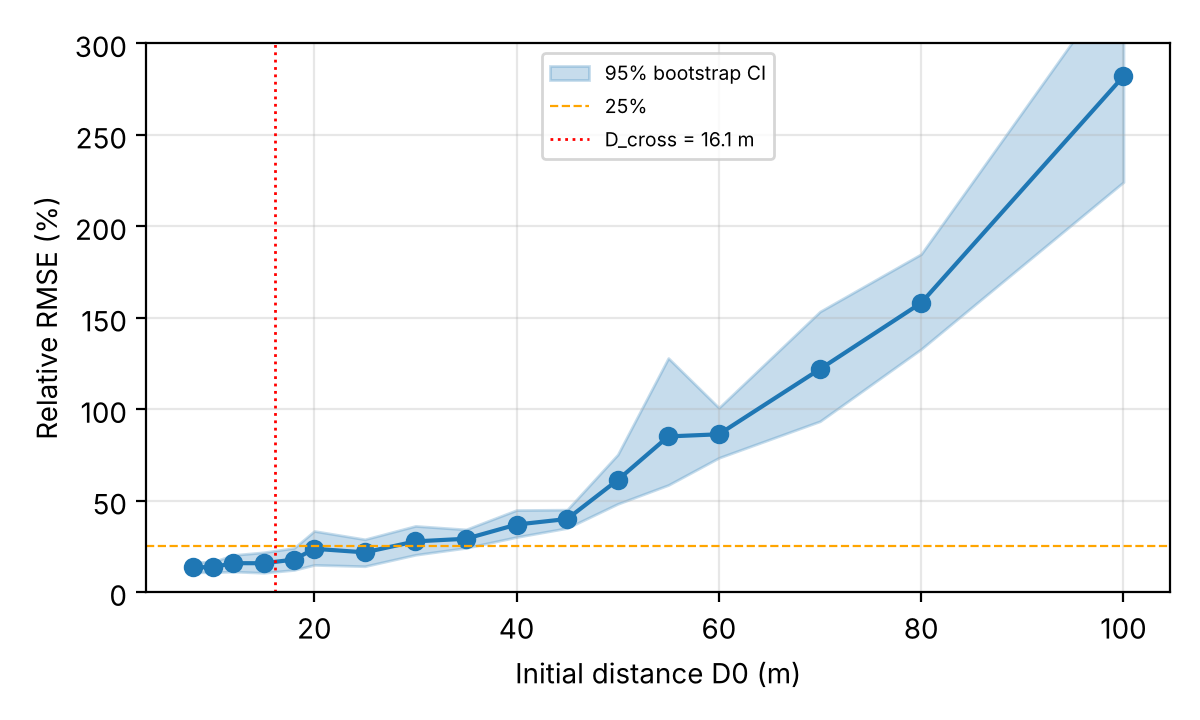 300
250
200
150
100
50
0
Relative RMSE (%)
95% bootstrap CI
25%
D_cross = 16.1 m
20 40 60 80 100
Initial distance D0 (m)